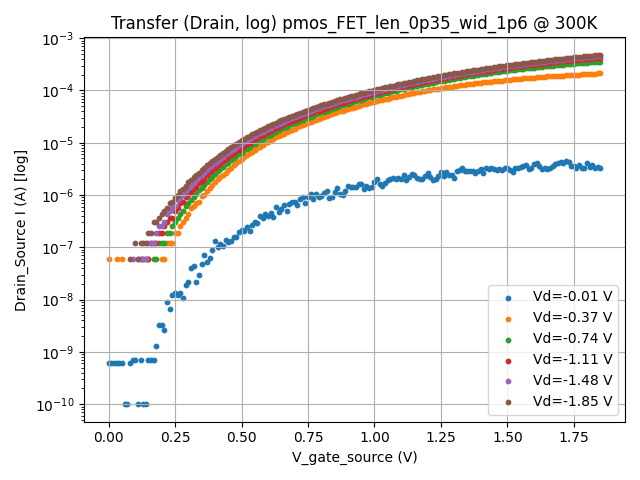 Transfer (Drain, log) pmos_FET_len_0p35_wid_1p6 @ 300K
Drain_Source I (A) [log]
10⁻³
10⁻⁴
10⁻⁵
10⁻⁶
10⁻⁷
10⁻⁸
10⁻⁹
10⁻¹⁰
Vd=-0.01 V
Vd=-0.37 V
Vd=-0.74 V
Vd=-1.11 V
Vd=-1.48 V
Vd=-1.85 V
0.00 0.25 0.50 0.75 1.00 1.25 1.50 1.75
V_gate_source (V)